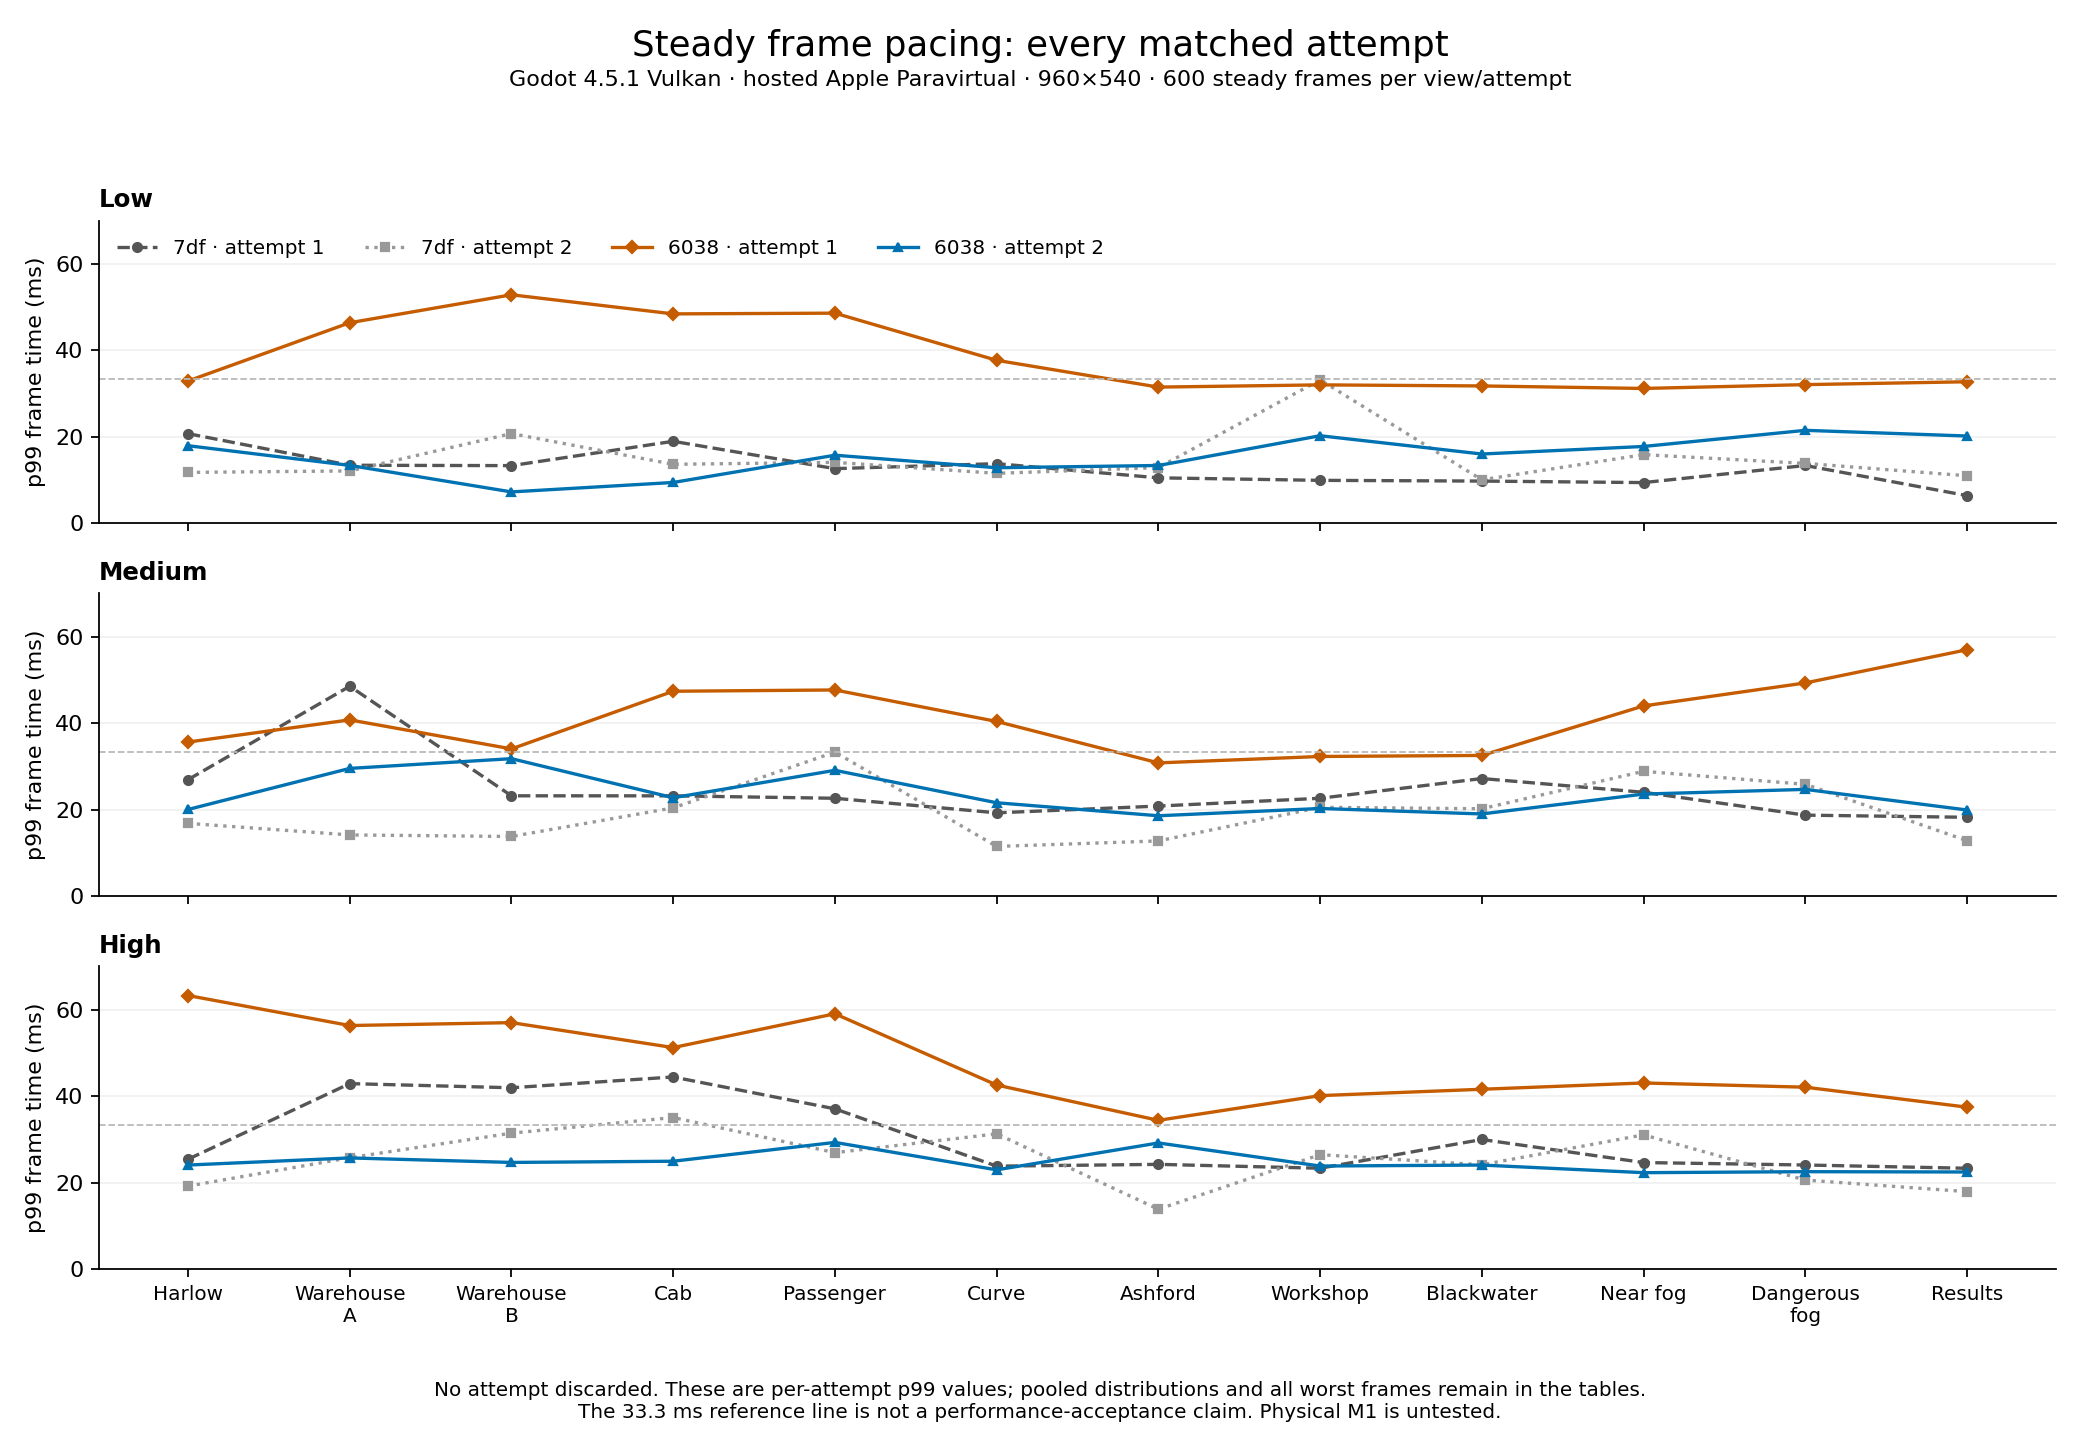 Steady frame pacing: every matched attempt
Godot 4.5.1 Vulkan · hosted Apple Paravirtual · 960×540 · 600 steady frames per view/attempt
Low
7df · attempt 1
7df · attempt 2
6038 · attempt 1
6038 · attempt 2
p99 frame time (ms)
60
40
20
0
Medium
p99 frame time (ms)
60
40
20
0
High
p99 frame time (ms)
60
40
20
0
Harlow
Warehouse
A
Warehouse
B
Cab
Passenger
Curve
Ashford
Workshop
Blackwater
Near fog
Dangerous
fog
Results
No attempt discarded. These are per-attempt p99 values; pooled distributions and all worst frames remain in the tables.
The 33.3 ms reference line is not a performance-acceptance claim. Physical M1 is untested.